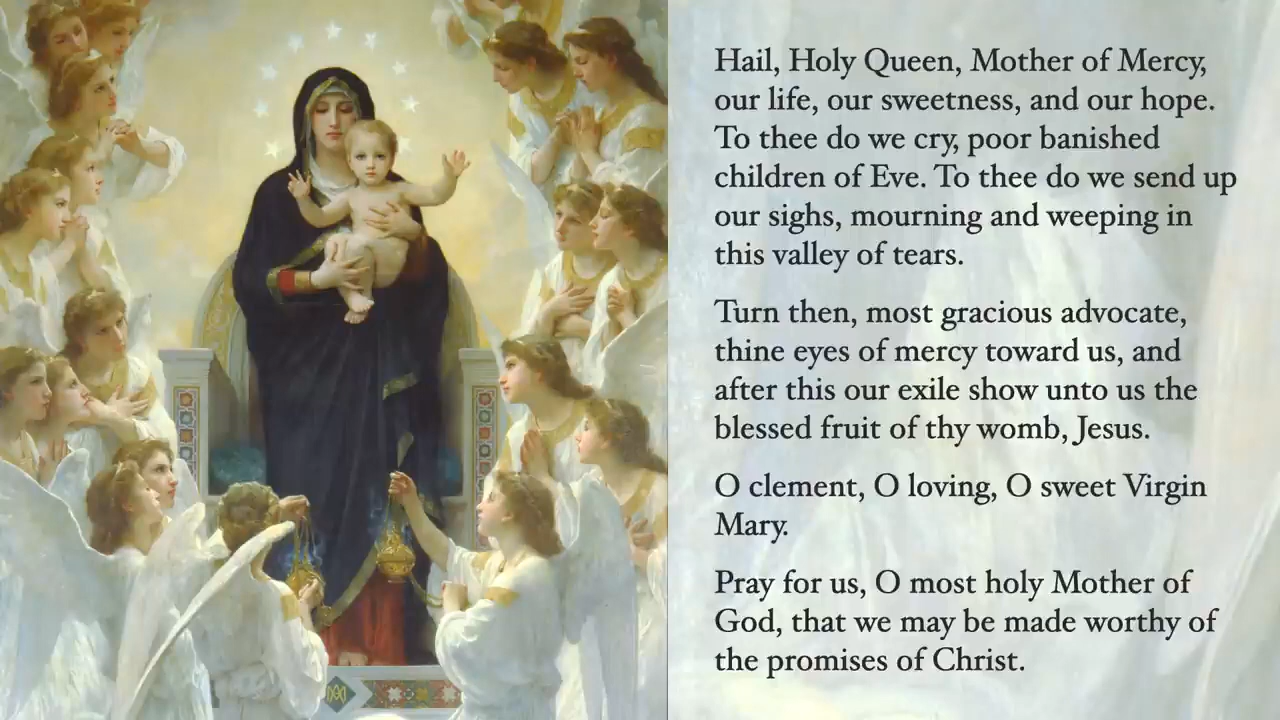 Hail, Holy Queen, Mother of Mercy,
our life, our sweetness, and our hope.
To thee do we cry, poor banished
children of Eve. To thee do we send up
our sighs, mourning and weeping in
this valley of tears.
Turn then, most gracious advocate,
thine eyes of mercy toward us, and
after this our exile show unto us the
blessed fruit of thy womb, Jesus.
O clement, O loving, O sweet Virgin
Mary.
Pray for us, O most holy Mother of
God, that we may be made worthy of
the promises of Christ.